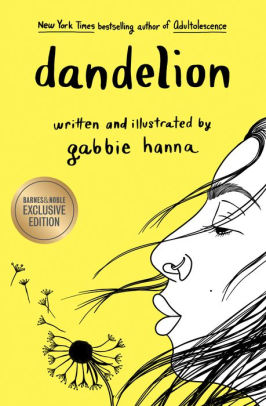 New York Times bestselling author of Adultolescence
dandelion
written and illustrated by
gabbie hanna
BARNES&NOBLE
EXCLUSIVE
EDITION